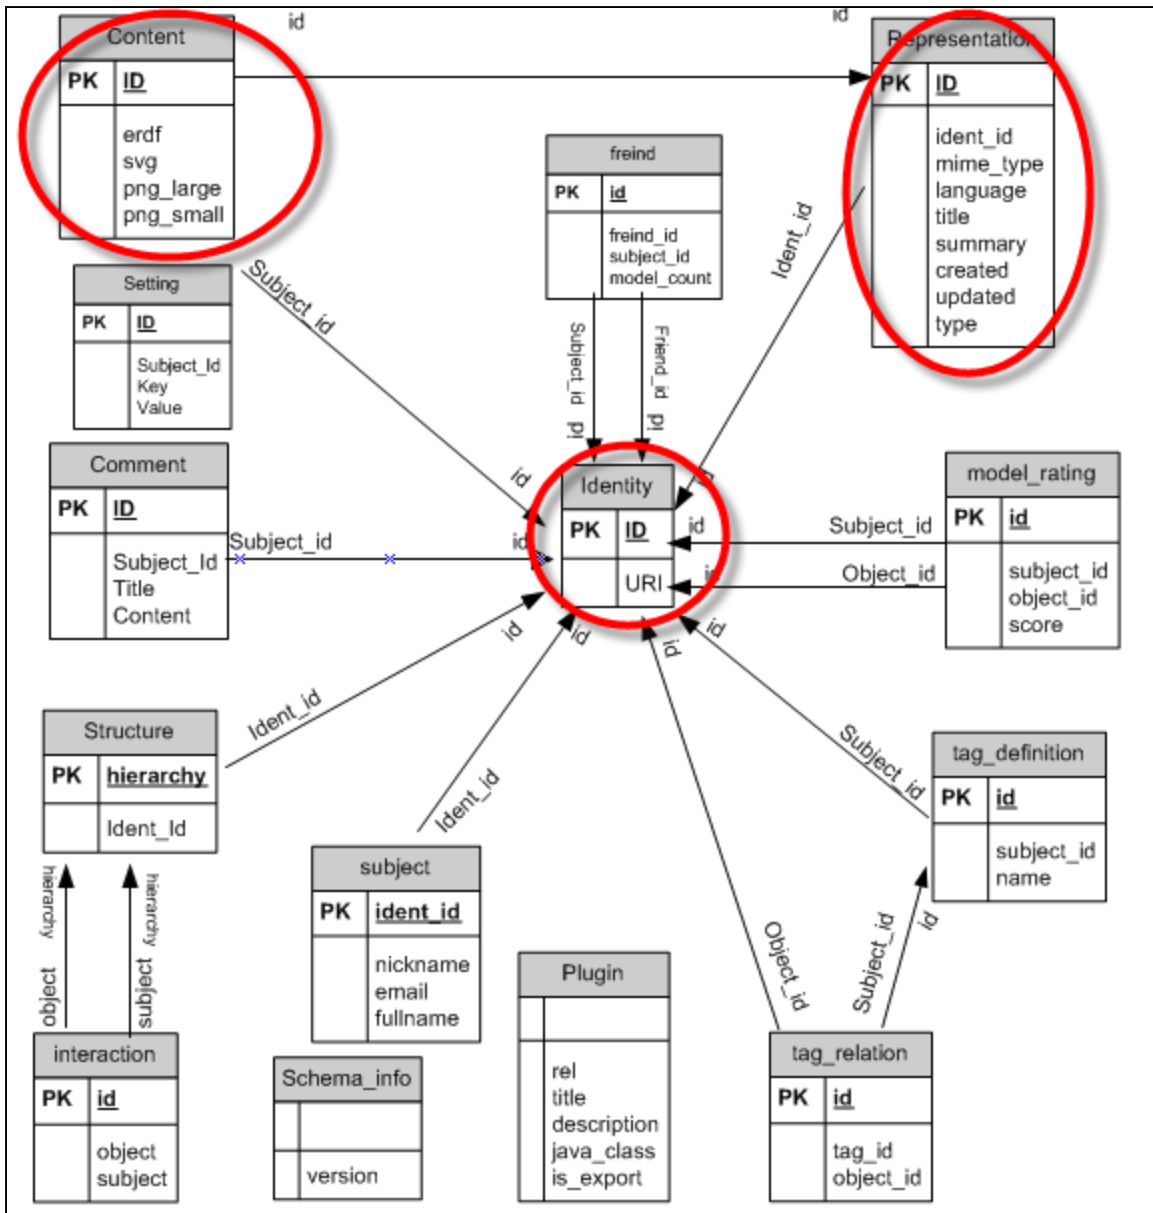 id
id
Content
PK ID
erdf
svg
png_large
png_small
Representation
PK ID
ident_id
mime_type
language
title
summary
created
updated
type
freind
PK id
freind_id
subject_id
model_count
Subject_id
Ident_id
Setting
PK ID
Subject_Id
Key
Value
Subject_id
id
Friend_id
id
id
Comment
PK ID
Subject_Id
Title
Content
Subject_id
id
Identity
PK ID
URI
id
Subject_id
id
Object_id
model_rating
PK id
subject_id
object_id
score
Structure
PK hierarchy
Ident_Id
Ident_id
id
Ident_id
id
id
id
Subject_id
tag_definition
PK id
subject_id
name
hierarchy
object
hierarchy
subject
subject
PK ident_id
nickname
email
fullname
Object_id
Subject_id
id
interaction
PK id
object
subject
Schema_info
version
Plugin
rel
title
description
java_class
is_export
tag_relation
PK id
tag_id
object_id